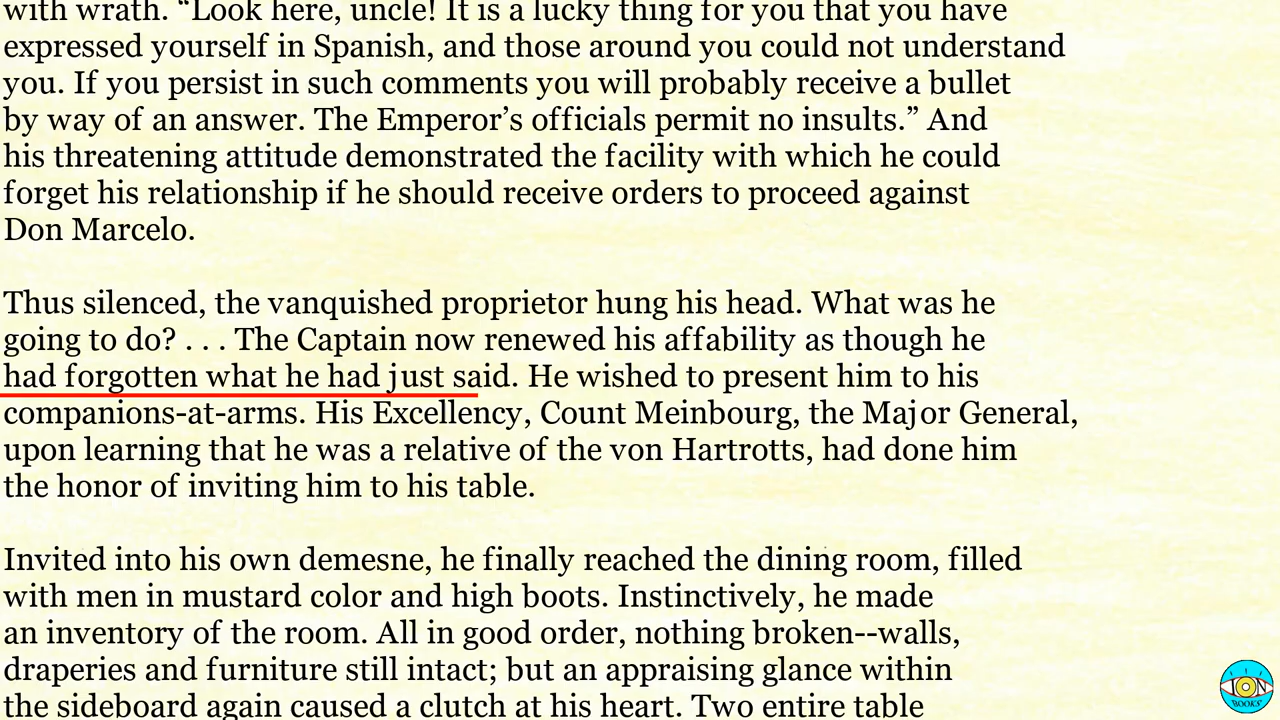 with wrath. “Look here, uncle! It is a lucky thing for you that you have
expressed yourself in Spanish, and those around you could not understand
you. If you persist in such comments you will probably receive a bullet
by way of an answer. The Emperor’s officials permit no insults.” And
his threatening attitude demonstrated the facility with which he could
forget his relationship if he should receive orders to proceed against
Don Marcelo.
Thus silenced, the vanquished proprietor hung his head. What was he
going to do? . . . The Captain now renewed his affability as though he
had forgotten what he had just said. He wished to present him to his
companions-at-arms. His Excellency, Count Meinbourg, the Major General,
upon learning that he was a relative of the von Hartrotts, had done him
the honor of inviting him to his table.
Invited into his own demesne, he finally reached the dining room, filled
with men in mustard color and high boots. Instinctively, he made
an inventory of the room. All in good order, nothing broken--walls,
draperies and furniture still intact; but an appraising glance within
the sideboard again caused a clutch at his heart. Two entire table
ION
BOOKS